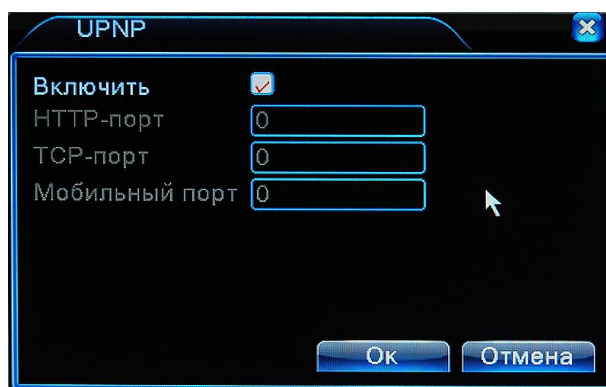 UPNP
Включить
HTTP-порт 0
TCP-порт 0
Мобильный порт 0
Ок Отмена